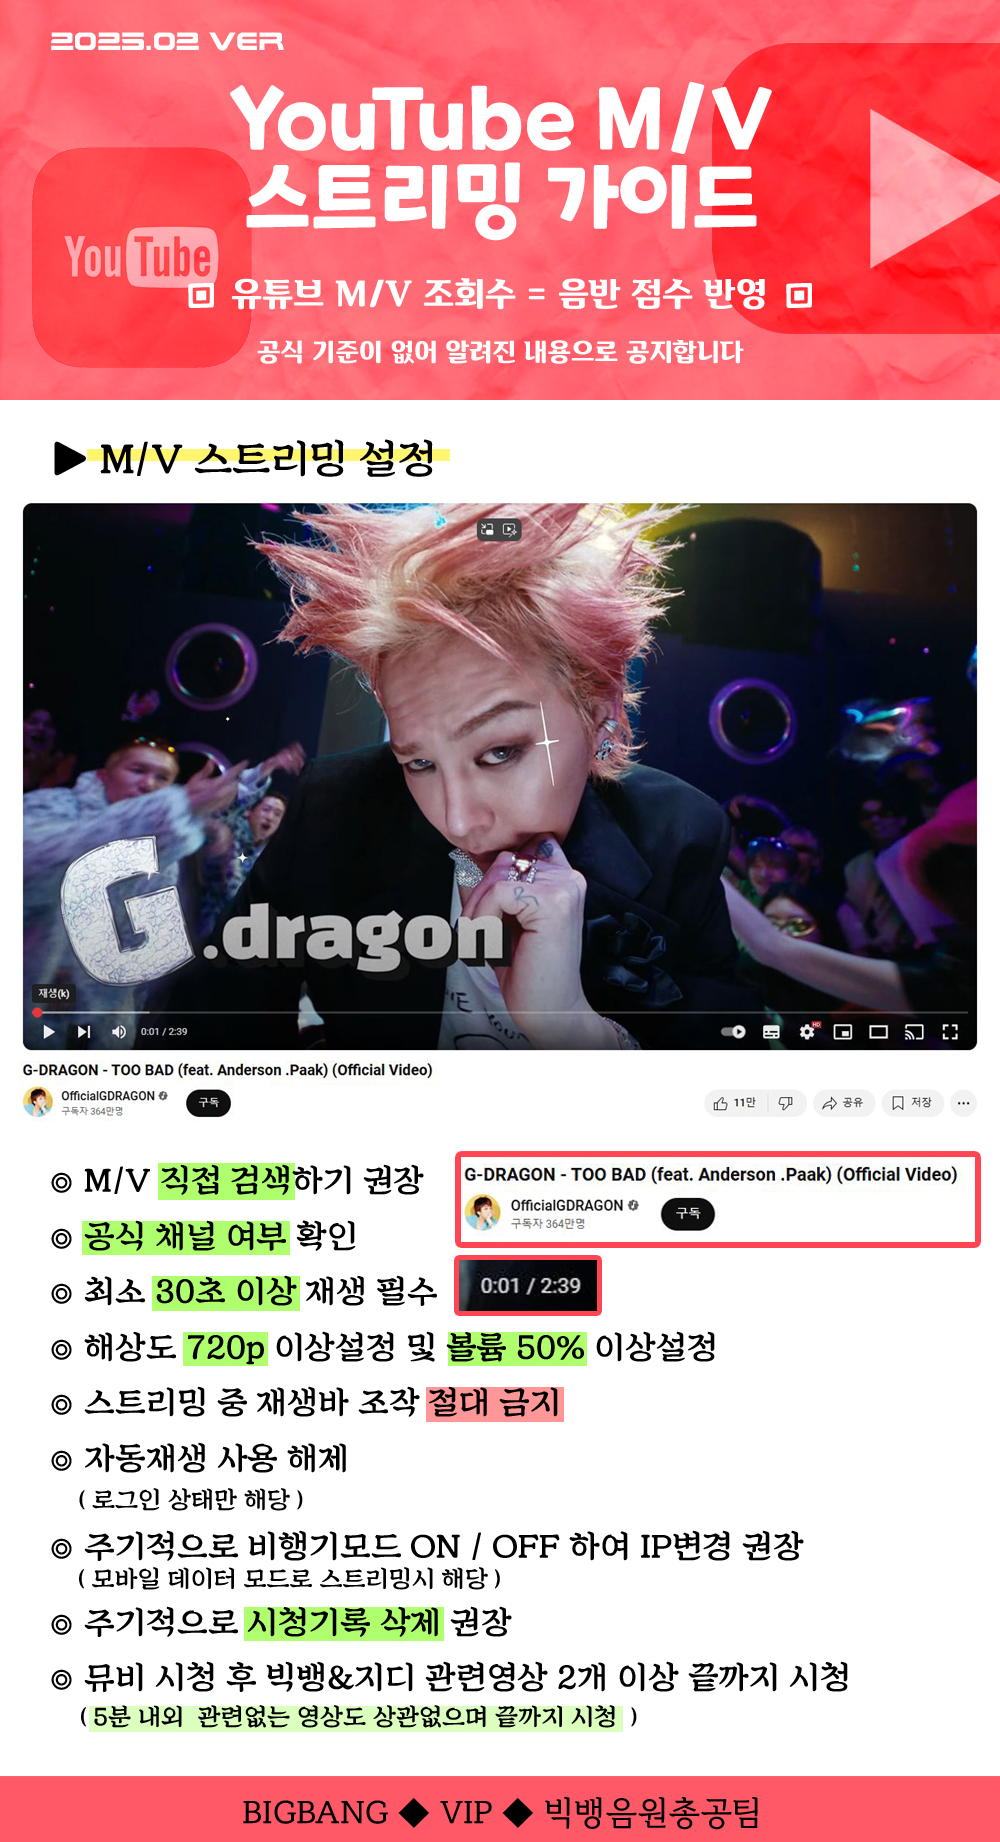 2025.02 VER
YouTube M/V
스트리밍 가이드
YouTube
유튜브 M/V 조회수 = 음반 점수 반영
공식 기준이 없어 알려진 내용으로 공지합니다
▶ M/V 스트리밍 설정
G.dragon
재생(k)
0:01 / 2:39
HD
G-DRAGON - TOO BAD (feat. Anderson .Paak) (Official Video)
OfficialGDRAGON
구독자 364만명
구독
11만
공유
저장
◎ M/V 직접 검색하기 권장
G-DRAGON - TOO BAD (feat. Anderson .Paak) (Official Video)
OfficialGDRAGON
구독자 364만명
구독
◎ 공식 채널 여부 확인
◎ 최소 30초 이상 재생 필수
0:01 / 2:39
◎ 해상도 720p 이상설정 및 볼륨 50% 이상설정
◎ 스트리밍 중 재생바 조작 절대 금지
◎ 자동재생 사용 해제
( 로그인 상태만 해당 )
◎ 주기적으로 비행기모드 ON / OFF 하여 IP변경 권장
( 모바일 데이터 모드로 스트리밍시 해당 )
◎ 주기적으로 시청기록 삭제 권장
◎ 뮤비 시청 후 빅뱅&지디 관련영상 2개 이상 끝까지 시청
( 5분 내외 관련없는 영상도 상관없으며 끝까지 시청 )
BIGBANG ◆ VIP ◆ 빅뱅음원총공팀